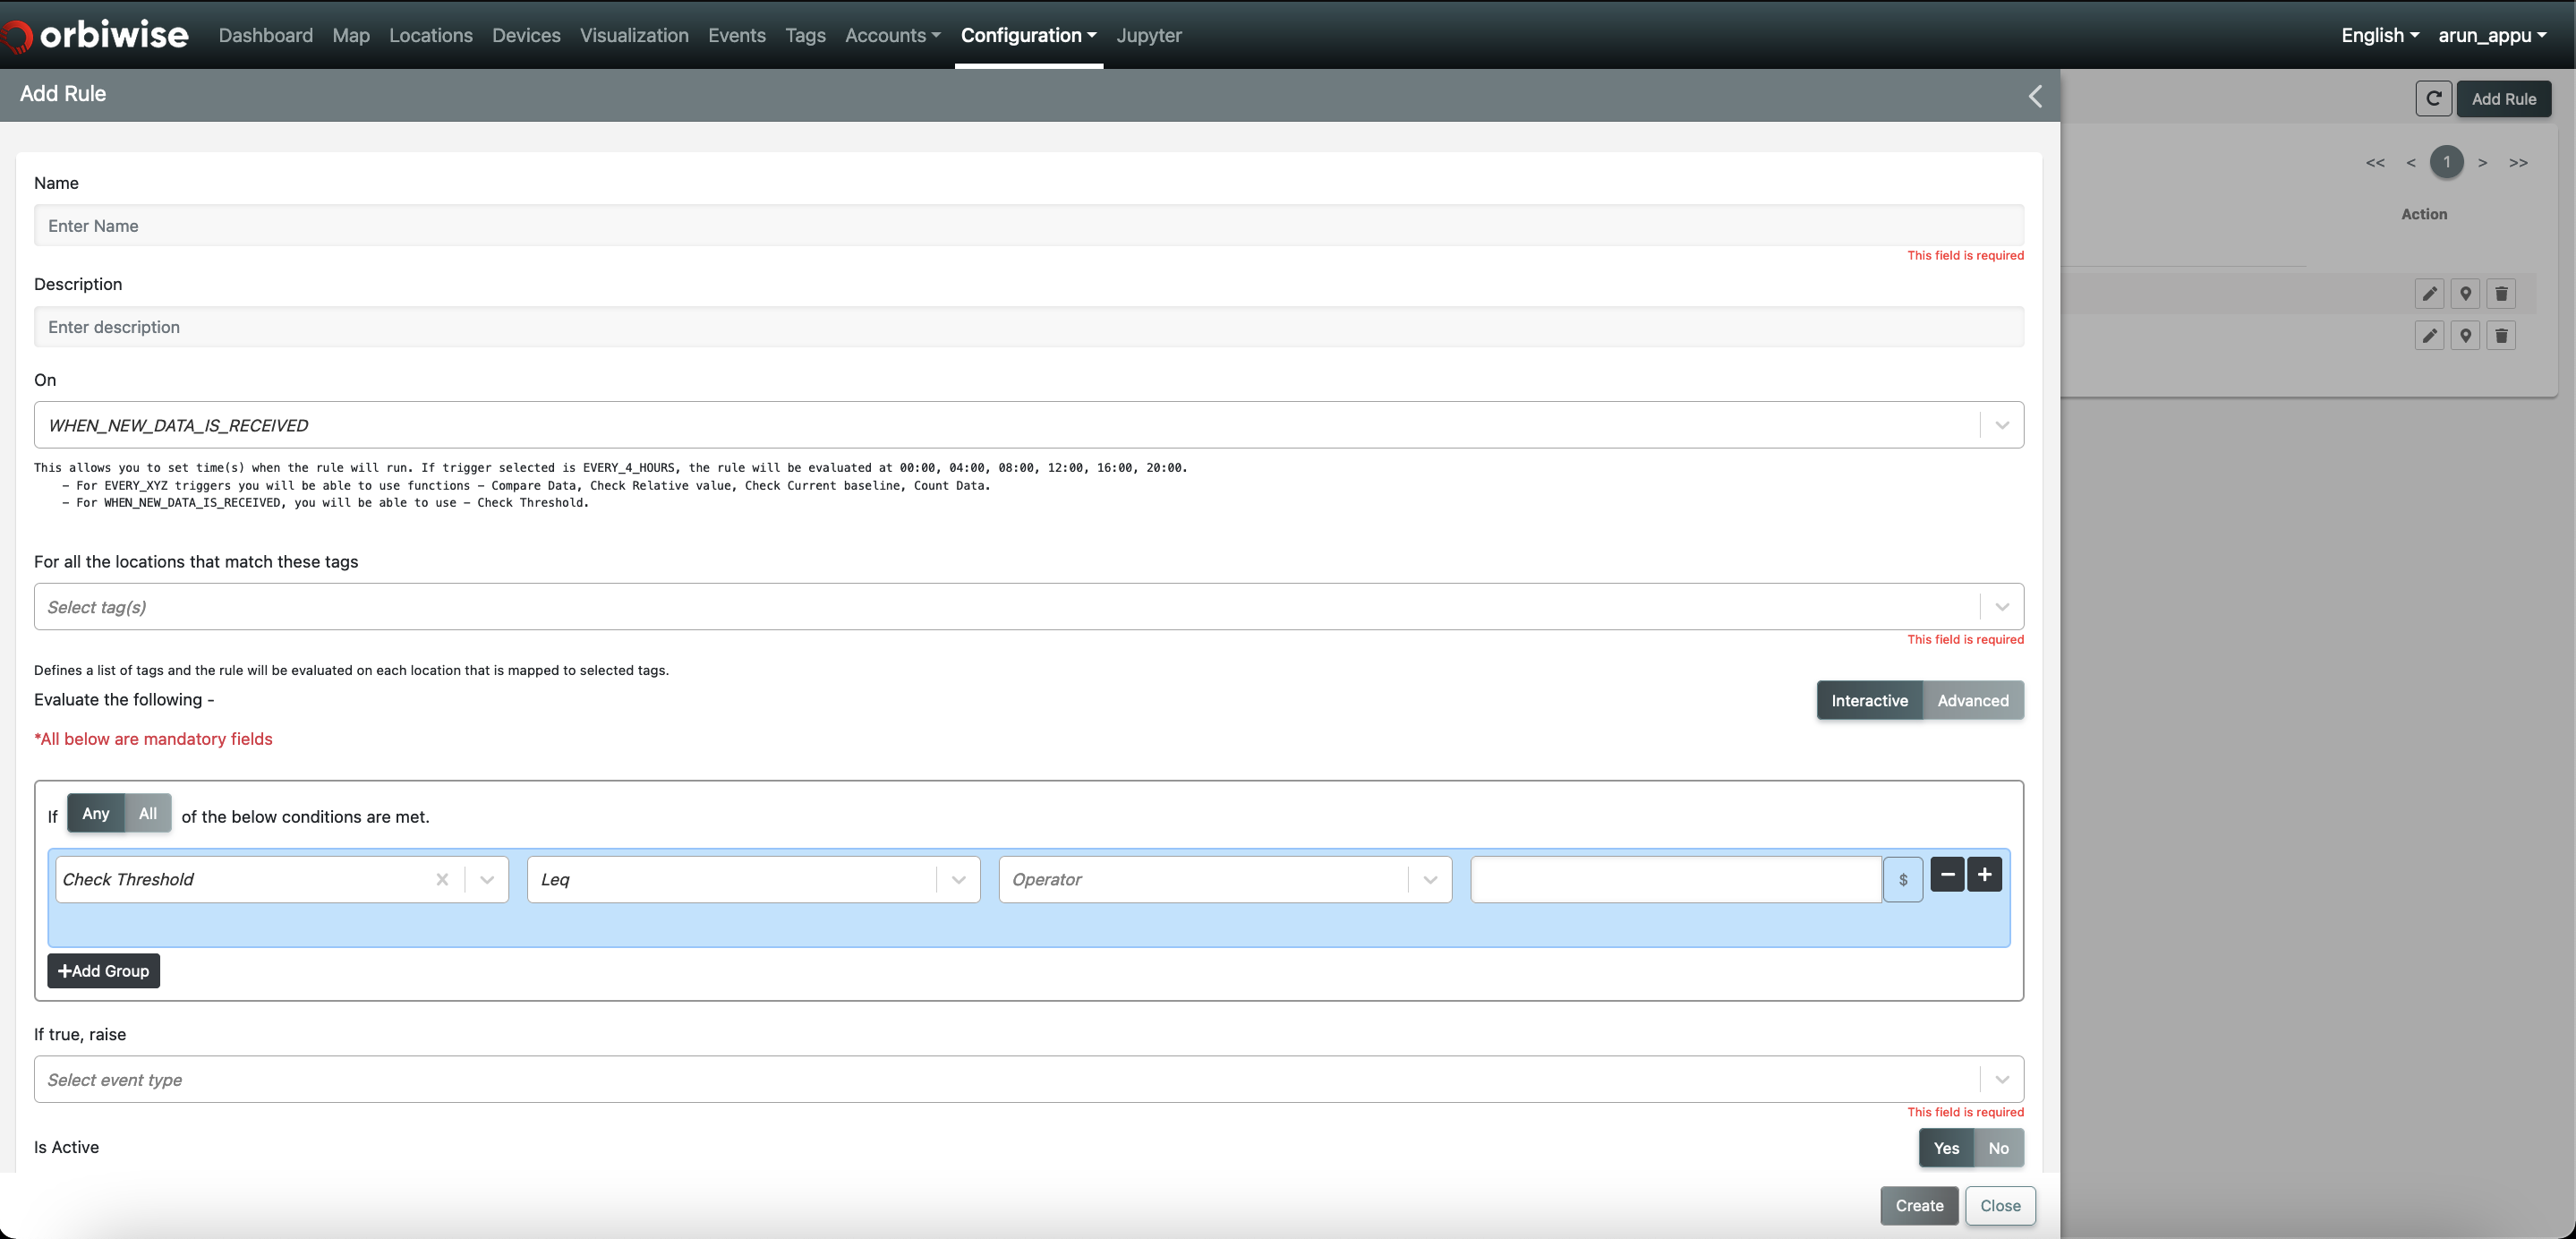 orbiwise Dashboard Map Locations Devices Visualization Events Tags Accounts Configuration Jupyter English arun_appu
Add Rule
Add Rule
<< < 1 > >>
Action
Name
Enter Name
This field is required
Description
Enter description
On
WHEN_NEW_DATA_IS_RECEIVED
This allows you to set time(s) when the rule will run. If trigger selected is EVERY_4_HOURS, the rule will be evaluated at 00:00, 04:00, 08:00, 12:00, 16:00, 20:00.
– For EVERY_XYZ triggers you will be able to use functions – Compare Data, Check Relative value, Check Current baseline, Count Data.
– For WHEN_NEW_DATA_IS_RECEIVED, you will be able to use – Check Threshold.
For all the locations that match these tags
Select tag(s)
This field is required
Defines a list of tags and the rule will be evaluated on each location that is mapped to selected tags.
Evaluate the following -
Interactive Advanced
*All below are mandatory fields
If Any All of the below conditions are met.
Check Threshold Leq Operator $
+Add Group
If true, raise
Select event type
This field is required
Is Active
Yes No
Create Close